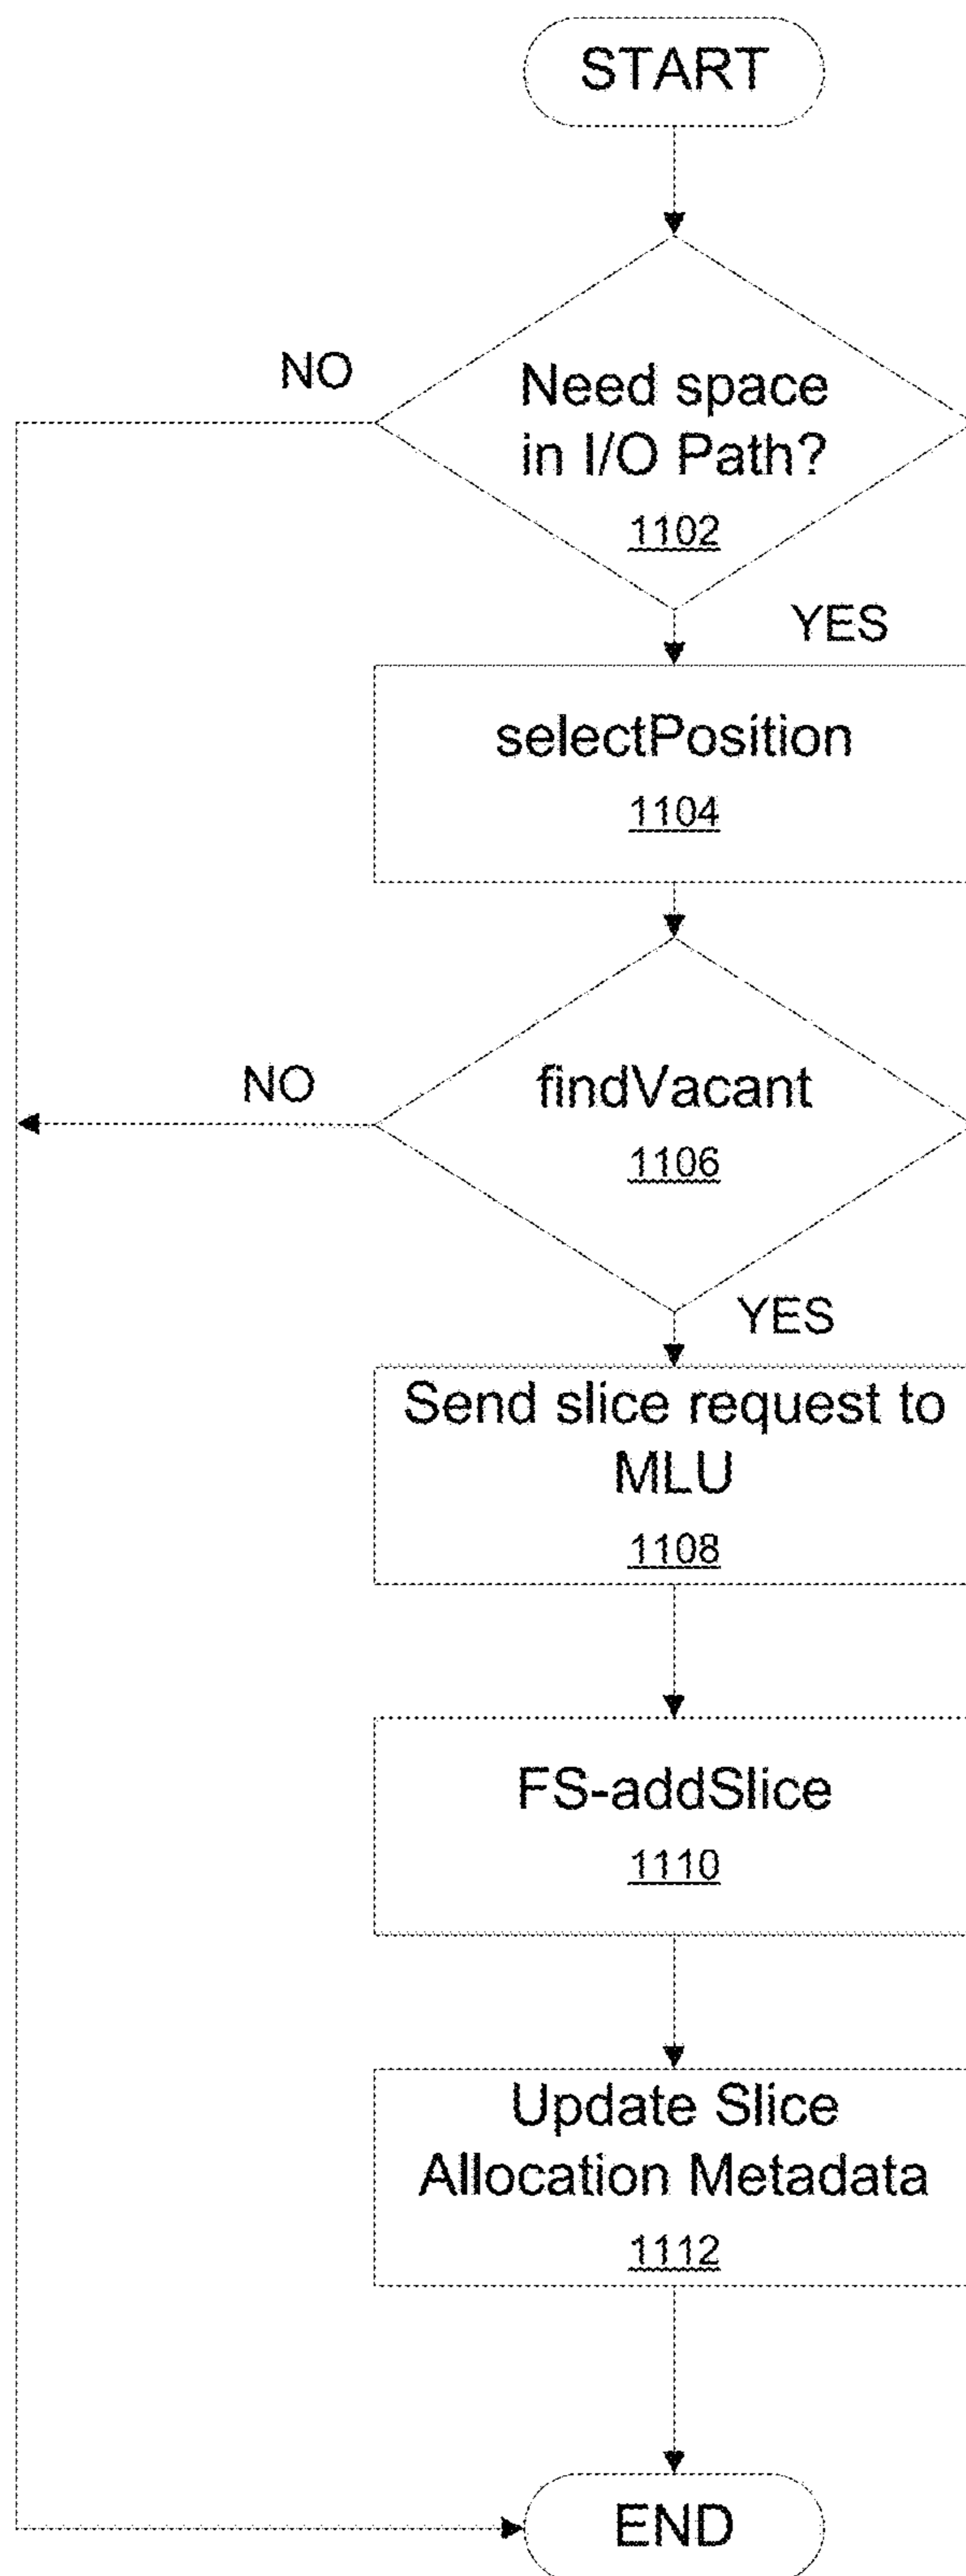 START
NO
Need space
in I/O Path?
1102
YES
selectPosition
1104
NO
findVacant
1106
YES
Send slice request to
MLU
1108
FS-addSlice
1110
Update Slice
Allocation Metadata
1112
END